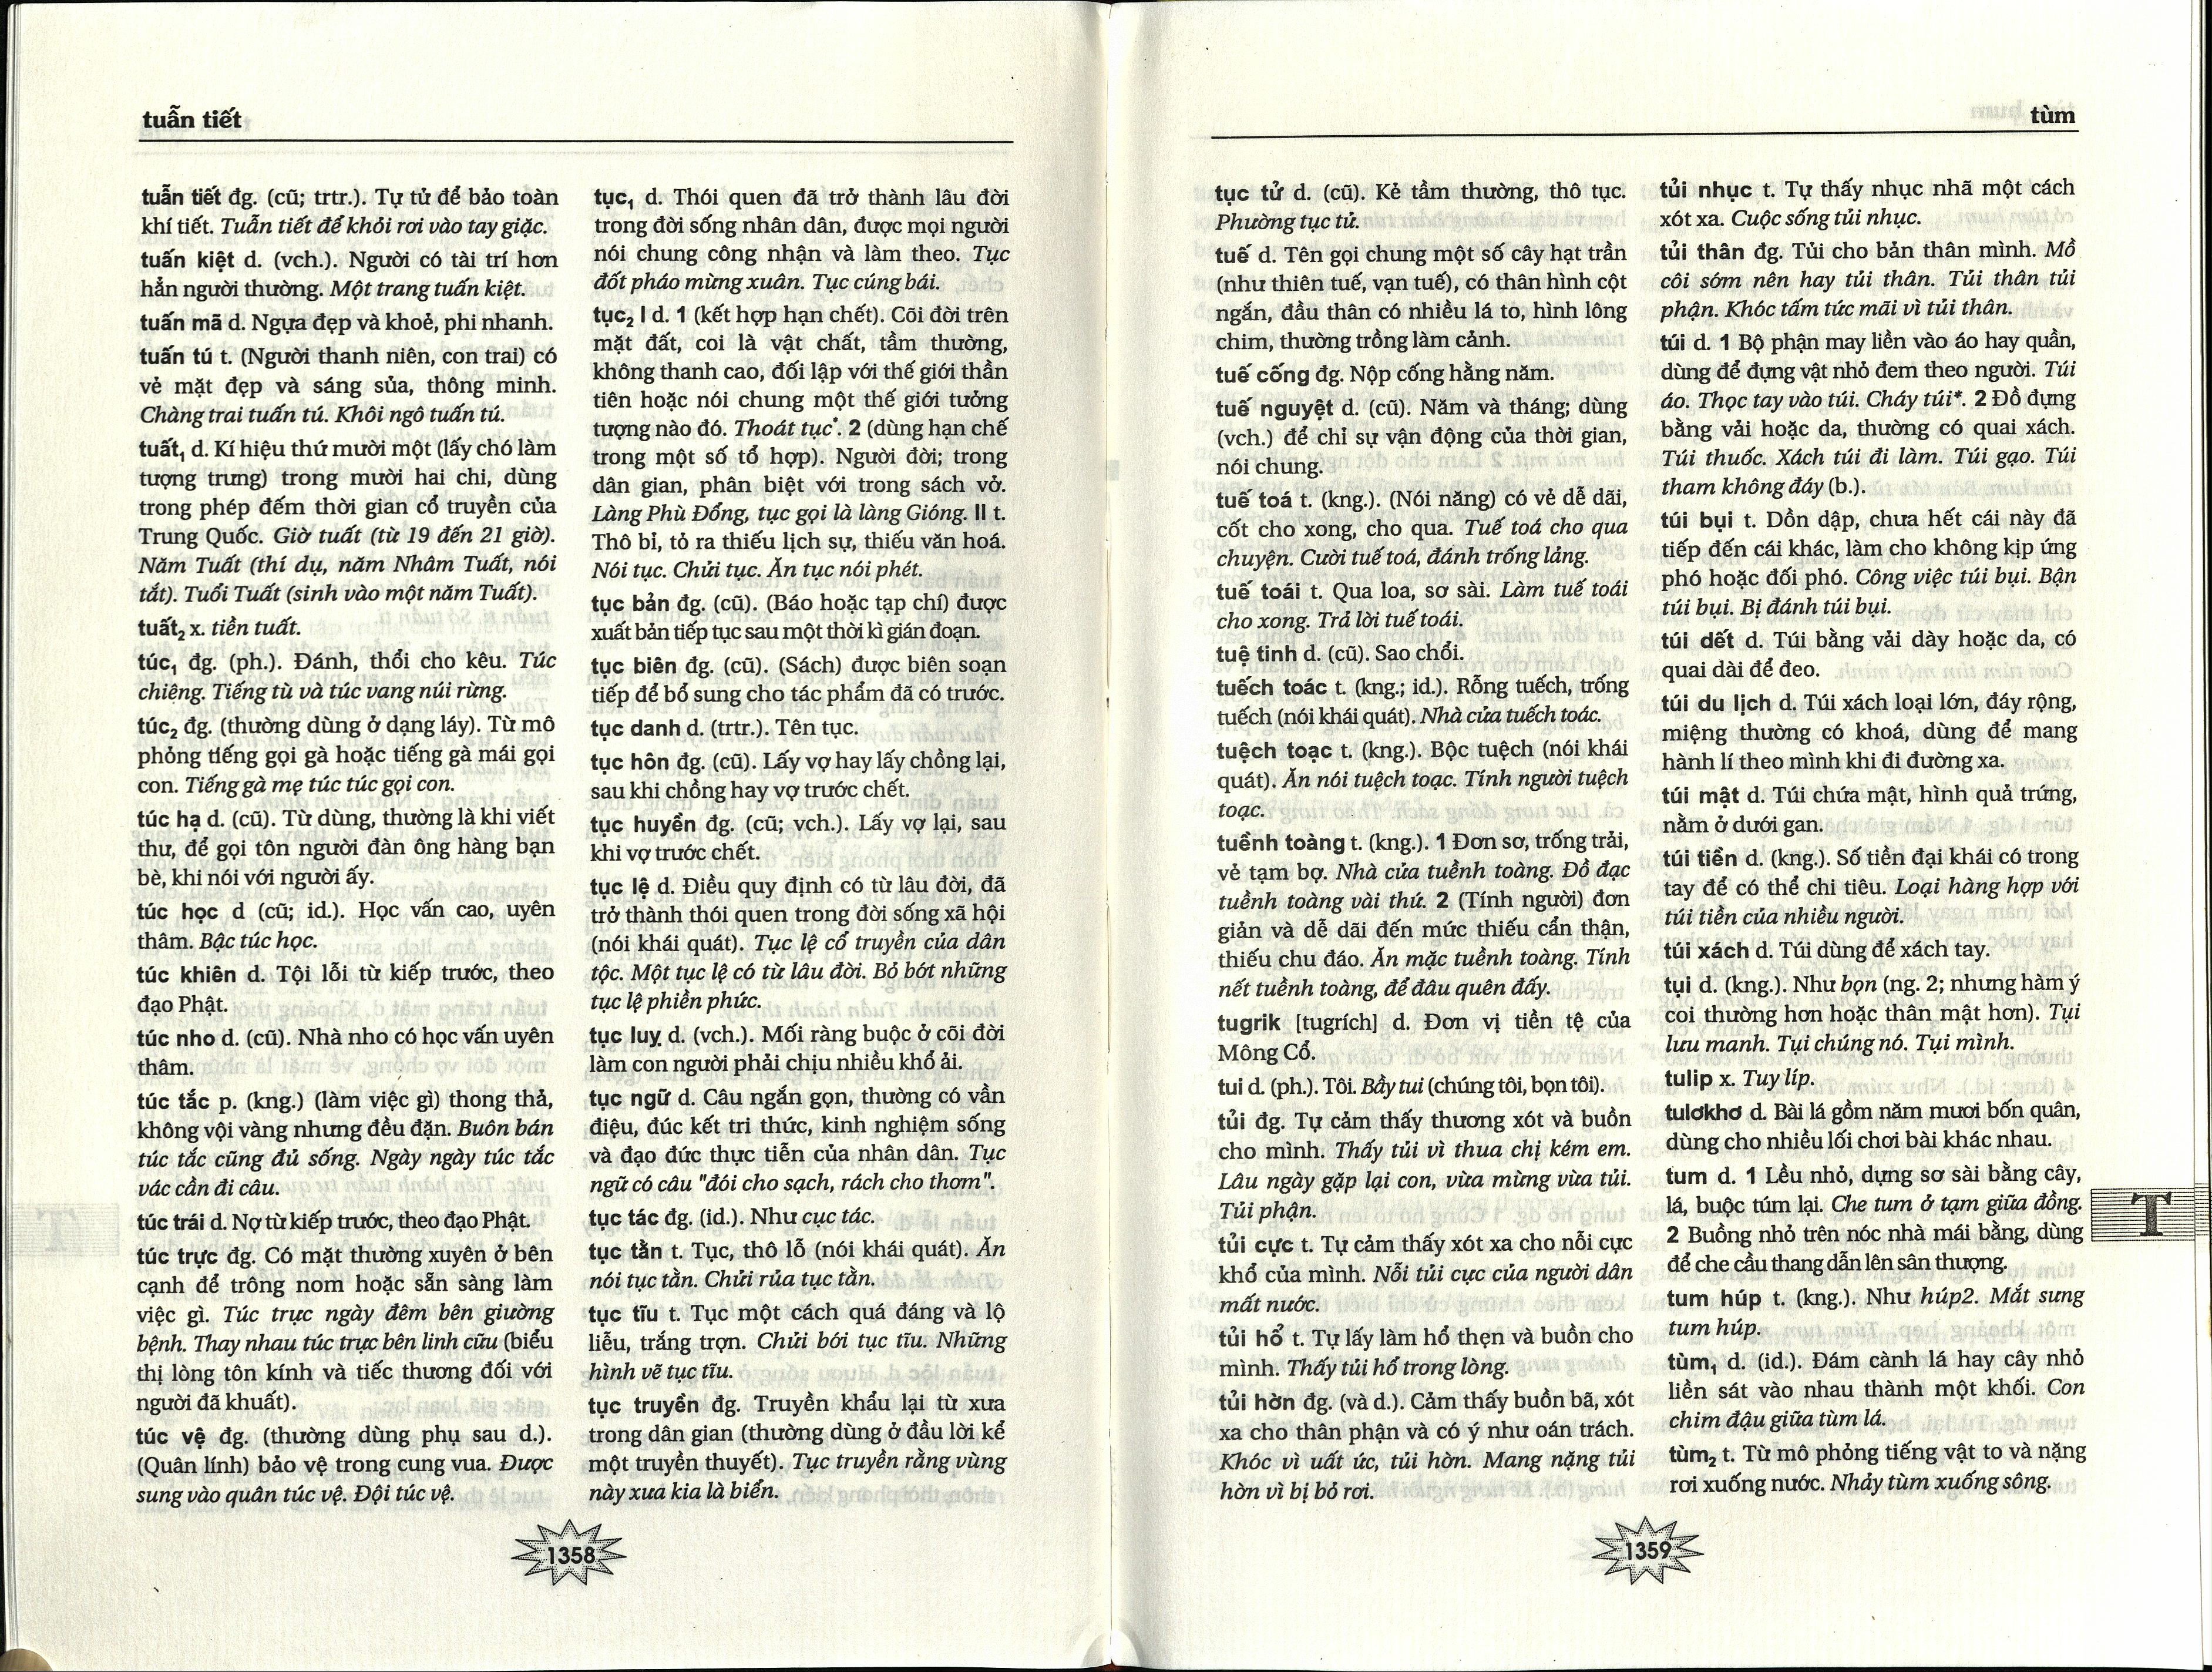 tuẫn tiết
tuẫn tiết đg. (cũ; trtr.). Tự tử để bảo toàn
khí tiết. Tuẫn tiết để khỏi rơi vào tay giặc.
tuấn kiệt d. (vch.). Người có tài trí hơn
hẳn người thường. Một trang tuấn kiệt.
tuấn mã d. Ngựa đẹp và khoẻ, phi nhanh.
tuấn tú t. (Người thanh niên, con trai) có
vẻ mặt đẹp và sáng sủa, thông minh.
Chàng trai tuấn tú. Khôi ngô tuấn tú.
tuất₁ d. Kí hiệu thứ mười một (lấy chó làm
tượng trưng) trong mười hai chi, dùng
trong phép đếm thời gian cổ truyền của
Trung Quốc. Giờ tuất (từ 19 đến 21 giờ).
Năm Tuất (thí dụ, năm Nhâm Tuất, nói
tắt). Tuổi Tuất (sinh vào một năm Tuất).
tuất₂ x. tiền tuất.
túc₁ đg. (ph.). Đánh, thổi cho kêu. Túc
chiêng. Tiếng tù và túc vang núi rừng.
túc₂ đg. (thường dùng ở dạng láy). Từ mô
phỏng tiếng gọi gà hoặc tiếng gà mái gọi
con. Tiếng gà mẹ túc túc gọi con.
túc hạ d. (cũ). Từ dùng, thường là khi viết
thư, để gọi tôn người đàn ông hàng bạn
bè, khi nói với người ấy.
túc học d (cũ; id.). Học vấn cao, uyên
thâm. Bậc túc học.
túc khiên d. Tội lỗi từ kiếp trước, theo
đạo Phật.
túc nho d. (cũ). Nhà nho có học vấn uyên
thâm.
túc tắc p. (kng.) (làm việc gì) thong thả,
không vội vàng nhưng đều đặn. Buôn bán
túc tắc cũng đủ sống. Ngày ngày túc tắc
vác cần đi câu.
túc trái d. Nợ từ kiếp trước, theo đạo Phật.
túc trực đg. Có mặt thường xuyên ở bên
cạnh để trông nom hoặc sẵn sàng làm
việc gì. Túc trực ngày đêm bên giường
bệnh. Thay nhau túc trực bên linh cữu (biểu
thị lòng tôn kính và tiếc thương đối với
người đã khuất).
túc vệ đg. (thường dùng phụ sau d.).
(Quân lính) bảo vệ trong cung vua. Được
sung vào quân túc vệ. Đội túc vệ.
tục₁ d. Thói quen đã trở thành lâu đời
trong đời sống nhân dân, được mọi người
nói chung công nhận và làm theo. Tục
đốt pháo mừng xuân. Tục cúng bái.
tục₂ I d. 1 (kết hợp hạn chết). Cõi đời trên
mặt đất, coi là vật chất, tầm thường,
không thanh cao, đối lập với thế giới thần
tiên hoặc nói chung một thế giới tưởng
tượng nào đó. Thoát tục*. 2 (dùng hạn chế
trong một số tổ hợp). Người đời; trong
dân gian, phân biệt với trong sách vở.
Làng Phù Đổng, tục gọi là làng Gióng. II t.
Thô bỉ, tỏ ra thiếu lịch sự, thiếu văn hoá.
Nói tục. Chửi tục. Ăn tục nói phét.
tục bản đg. (cũ). (Báo hoặc tạp chí) được
xuất bản tiếp tục sau một thời kì gián đoạn.
tục biên đg. (cũ). (Sách) được biên soạn
tiếp để bổ sung cho tác phẩm đã có trước.
tục danh d. (trtr.). Tên tục.
tục hôn đg. (cũ). Lấy vợ hay lấy chồng lại,
sau khi chồng hay vợ trước chết.
tục huyền đg. (cũ; vch.). Lấy vợ lại, sau
khi vợ trước chết.
tục lệ d. Điều quy định có từ lâu đời, đã
trở thành thói quen trong đời sống xã hội
(nói khái quát). Tục lệ cổ truyền của dân
tộc. Một tục lệ có từ lâu đời. Bỏ bớt những
tục lệ phiền phức.
tục luỵ d. (vch.). Mối ràng buộc ở cõi đời
làm con người phải chịu nhiều khổ ải.
tục ngữ d. Câu ngắn gọn, thường có vần
điệu, đúc kết tri thức, kinh nghiệm sống
và đạo đức thực tiễn của nhân dân. Tục
ngữ có câu "đói cho sạch, rách cho thơm".
tục tác đg. (id.). Như cục tác.
tục tằn t. Tục, thô lỗ (nói khái quát). Ăn
nói tục tằn. Chửi rủa tục tằn.
tục tĩu t. Tục một cách quá đáng và lộ
liễu, trắng trợn. Chửi bới tục tĩu. Những
hình vẽ tục tĩu.
tục truyền đg. Truyền khẩu lại từ xưa
trong dân gian (thường dùng ở đầu lời kể
một truyền thuyết). Tục truyền rằng vùng
này xưa kia là biển.
1358
tùm
tục tử d. (cũ). Kẻ tầm thường, thô tục.
Phường tục tử.
tuế d. Tên gọi chung một số cây hạt trần
(như thiên tuế, vạn tuế), có thân hình cột
ngắn, đầu thân có nhiều lá to, hình lông
chim, thường trồng làm cảnh.
tuế cống đg. Nộp cống hằng năm.
tuế nguyệt d. (cũ). Năm và tháng; dùng
(vch.) để chỉ sự vận động của thời gian,
nói chung.
tuế toá t. (kng.). (Nói năng) có vẻ dễ dãi,
cốt cho xong, cho qua. Tuế toá cho qua
chuyện. Cười tuế toá, đánh trống lảng.
tuế toái t. Qua loa, sơ sài. Làm tuế toái
cho xong. Trả lời tuế toái.
tuệ tinh d. (cũ). Sao chổi.
tuếch toác t. (kng.; id.). Rỗng tuếch, trống
tuếch (nói khái quát). Nhà cửa tuếch toác.
tuệch toạc t. (kng.). Bộc tuệch (nói khái
quát). Ăn nói tuệch toạc. Tính người tuệch
toạc.
tuềnh toàng t. (kng.). 1 Đơn sơ, trống trải,
vẻ tạm bợ. Nhà cửa tuềnh toàng. Đồ đạc
tuềnh toàng vài thứ. 2 (Tính người) đơn
giản và dễ dãi đến mức thiếu cẩn thận,
thiếu chu đáo. Ăn mặc tuềnh toàng. Tính
nết tuềnh toàng, để đâu quên đấy.
tugrik [tugrích] d. Đơn vị tiền tệ của
Mông Cổ.
tui d. (ph.). Tôi. Bầy tui (chúng tôi, bọn tôi).
tủi đg. Tự cảm thấy thương xót và buồn
cho mình. Thấy tủi vì thua chị kém em.
Lâu ngày gặp lại con, vừa mừng vừa tủi.
Tủi phận.
tủi cực t. Tự cảm thấy xót xa cho nỗi cực
khổ của mình. Nỗi tủi cực của người dân
mất nước.
tủi hổ t. Tự lấy làm hổ thẹn và buồn cho
mình. Thấy tủi hổ trong lòng.
tủi hờn đg. (và d.). Cảm thấy buồn bã, xót
xa cho thân phận và có ý như oán trách.
Khóc vì uất ức, tủi hờn. Mang nặng tủi
hờn vì bị bỏ rơi.
tủi nhục t. Tự thấy nhục nhã một cách
xót xa. Cuộc sống tủi nhục.
tủi thân đg. Tủi cho bản thân mình. Mồ
côi sớm nên hay tủi thân. Tủi thân tủi
phận. Khóc tấm tức mãi vì tủi thân.
túi d. 1 Bộ phận may liền vào áo hay quần,
dùng để đựng vật nhỏ đem theo người. Túi
áo. Thọc tay vào túi. Cháy túi*. 2 Đồ đựng
bằng vải hoặc da, thường có quai xách.
Túi thuốc. Xách túi đi làm. Túi gạo. Túi
tham không đáy (b.).
túi bụi t. Dồn dập, chưa hết cái này đã
tiếp đến cái khác, làm cho không kịp ứng
phó hoặc đối phó. Công việc túi bụi. Bận
túi bụi. Bị đánh túi bụi.
túi dết d. Túi bằng vải dày hoặc da, có
quai dài để đeo.
túi du lịch d. Túi xách loại lớn, đáy rộng,
miệng thường có khoá, dùng để mang
hành lí theo mình khi đi đường xa.
túi mật d. Túi chứa mật, hình quả trứng,
nằm ở dưới gan.
túi tiền d. (kng.). Số tiền đại khái có trong
tay để có thể chi tiêu. Loại hàng hợp với
túi tiền của nhiều người.
túi xách d. Túi dùng để xách tay.
tụi d. (kng.). Như bọn (ng. 2; nhưng hàm ý
coi thường hơn hoặc thân mật hơn). Tụi
lưu manh. Tụi chúng nó. Tụi mình.
tulip x. Tuy líp.
tulơkhơ d. Bài lá gồm năm mươi bốn quân,
dùng cho nhiều lối chơi bài khác nhau.
tum d. 1 Lều nhỏ, dựng sơ sài bằng cây,
lá, buộc túm lại. Che tum ở tạm giữa đồng.
2 Buồng nhỏ trên nóc nhà mái bằng, dùng
để che cầu thang dẫn lên sân thượng.
tum húp t. (kng.). Như húp2. Mắt sung
tum húp.
tùm₁ d. (id.). Đám cành lá hay cây nhỏ
liền sát vào nhau thành một khối. Con
chim đậu giữa tùm lá.
tùm₂ t. Từ mô phỏng tiếng vật to và nặng
rơi xuống nước. Nhảy tùm xuống sông.
T
1359